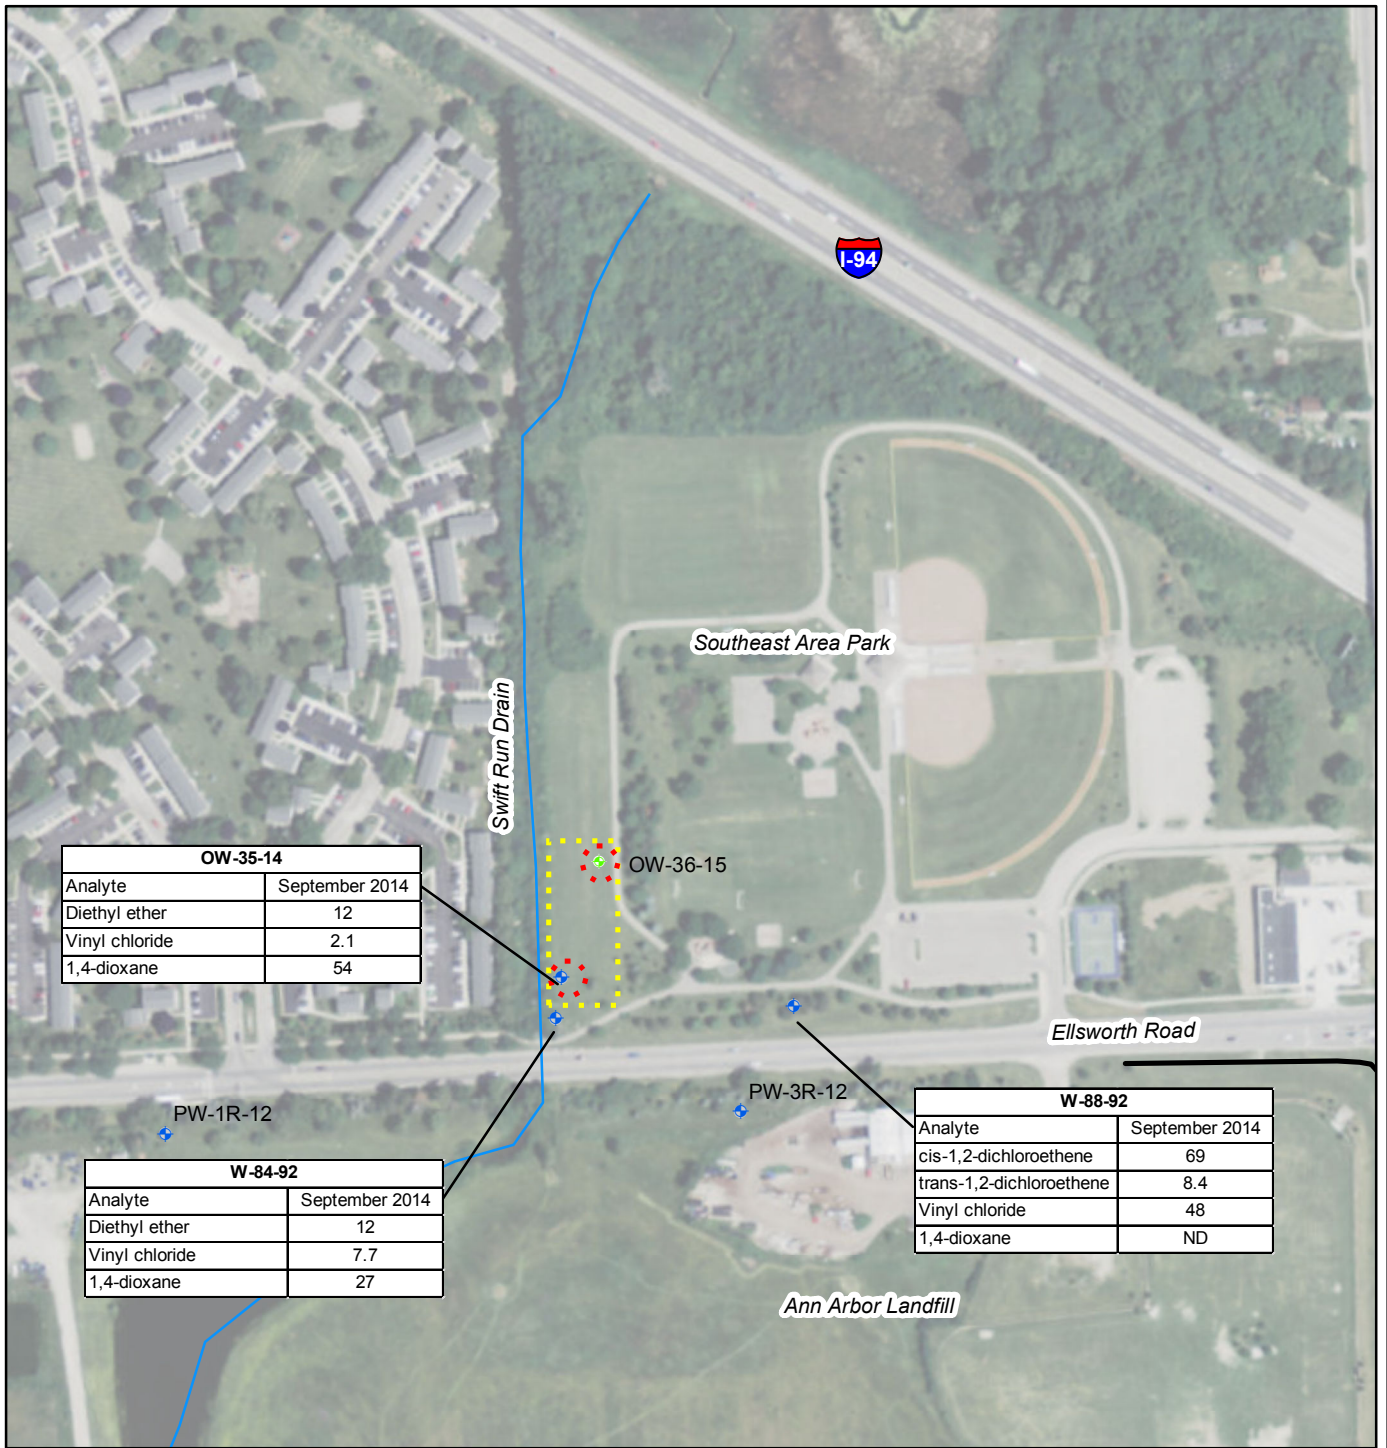 I-94
Southeast Area Park
Swift Run Drain
OW-36-15
OW-35-14
Analyte September 2014
Diethyl ether 12
Vinyl chloride 2.1
1,4-dioxane 54
Ellsworth Road
PW-1R-12
PW-3R-12
W-88-92
Analyte September 2014
cis-1,2-dichloroethene 69
trans-1,2-dichloroethene 8.4
Vinyl chloride 48
1,4-dioxane ND
W-84-92
Analyte September 2014
Diethyl ether 12
Vinyl chloride 7.7
1,4-dioxane 27
Ann Arbor Landfill